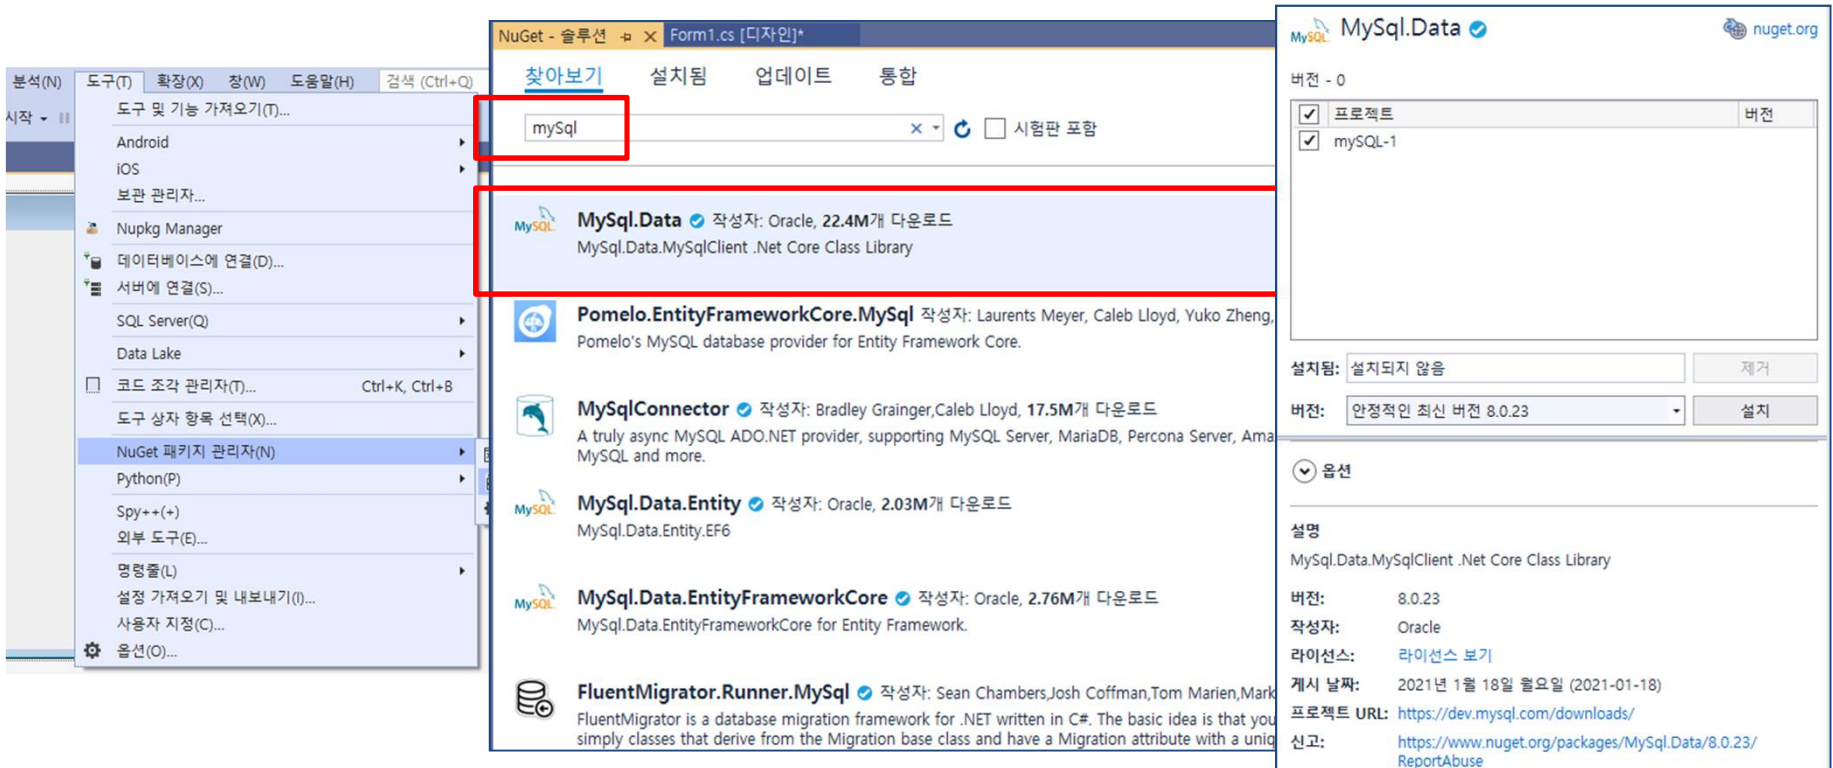 분석(N) 도구(T) 확장(X) 창(W) 도움말(H) 검색 (Ctrl+Q)
시작
도구 및 기능 가져오기(T)...
Android
iOS
보관 관리자...
Nupkg Manager
데이터베이스에 연결(D)...
서버에 연결(S)...
SQL Server(Q)
Data Lake
코드 조각 관리자(T)... Ctrl+K, Ctrl+B
도구 상자 항목 선택(X)...
NuGet 패키지 관리자(N)
Python(P)
Spy++(+)
외부 도구(E)...
명령줄(L)
설정 가져오기 및 내보내기(I)...
사용자 지정(C)...
옵션(O)...
NuGet - 솔루션 Form1.cs [디자인]*
찾아보기 설치됨 업데이트 통합
mySql 시험판 포함
MySQL MySql.Data 작성자: Oracle, 22.4M개 다운로드
MySql.Data.MySqlClient .Net Core Class Library
Pomelo.EntityFrameworkCore.MySql 작성자: Laurents Meyer, Caleb Lloyd, Yuko Zheng,
Pomelo's MySQL database provider for Entity Framework Core.
MySqlConnector 작성자: Bradley Grainger,Caleb Lloyd, 17.5M개 다운로드
A truly async MySQL ADO.NET provider, supporting MySQL Server, MariaDB, Percona Server, Ama
MySQL and more.
MySQL MySql.Data.Entity 작성자: Oracle, 2.03M개 다운로드
MySql.Data.Entity.EF6
MySQL MySql.Data.EntityFrameworkCore 작성자: Oracle, 2.76M개 다운로드
MySql.Data.EntityFrameworkCore for Entity Framework.
FluentMigrator.Runner.MySql 작성자: Sean Chambers,Josh Coffman,Tom Marien,Mark
FluentMigrator is a database migration framework for .NET written in C#. The basic idea is that you
simply classes that derive from the Migration base class and have a Migration attribute with a uniq
MySQL MySql.Data nuget.org
버전 - 0
프로젝트 버전
mySQL-1
설치됨: 설치되지 않음 제거
버전: 안정적인 최신 버전 8.0.23 설치
옵션
설명
MySql.Data.MySqlClient .Net Core Class Library
버전: 8.0.23
작성자: Oracle
라이선스: 라이선스 보기
게시 날짜: 2021년 1월 18일 월요일 (2021-01-18)
프로젝트 URL: https://dev.mysql.com/downloads/
신고: https://www.nuget.org/packages/MySql.Data/8.0.23/
ReportAbuse